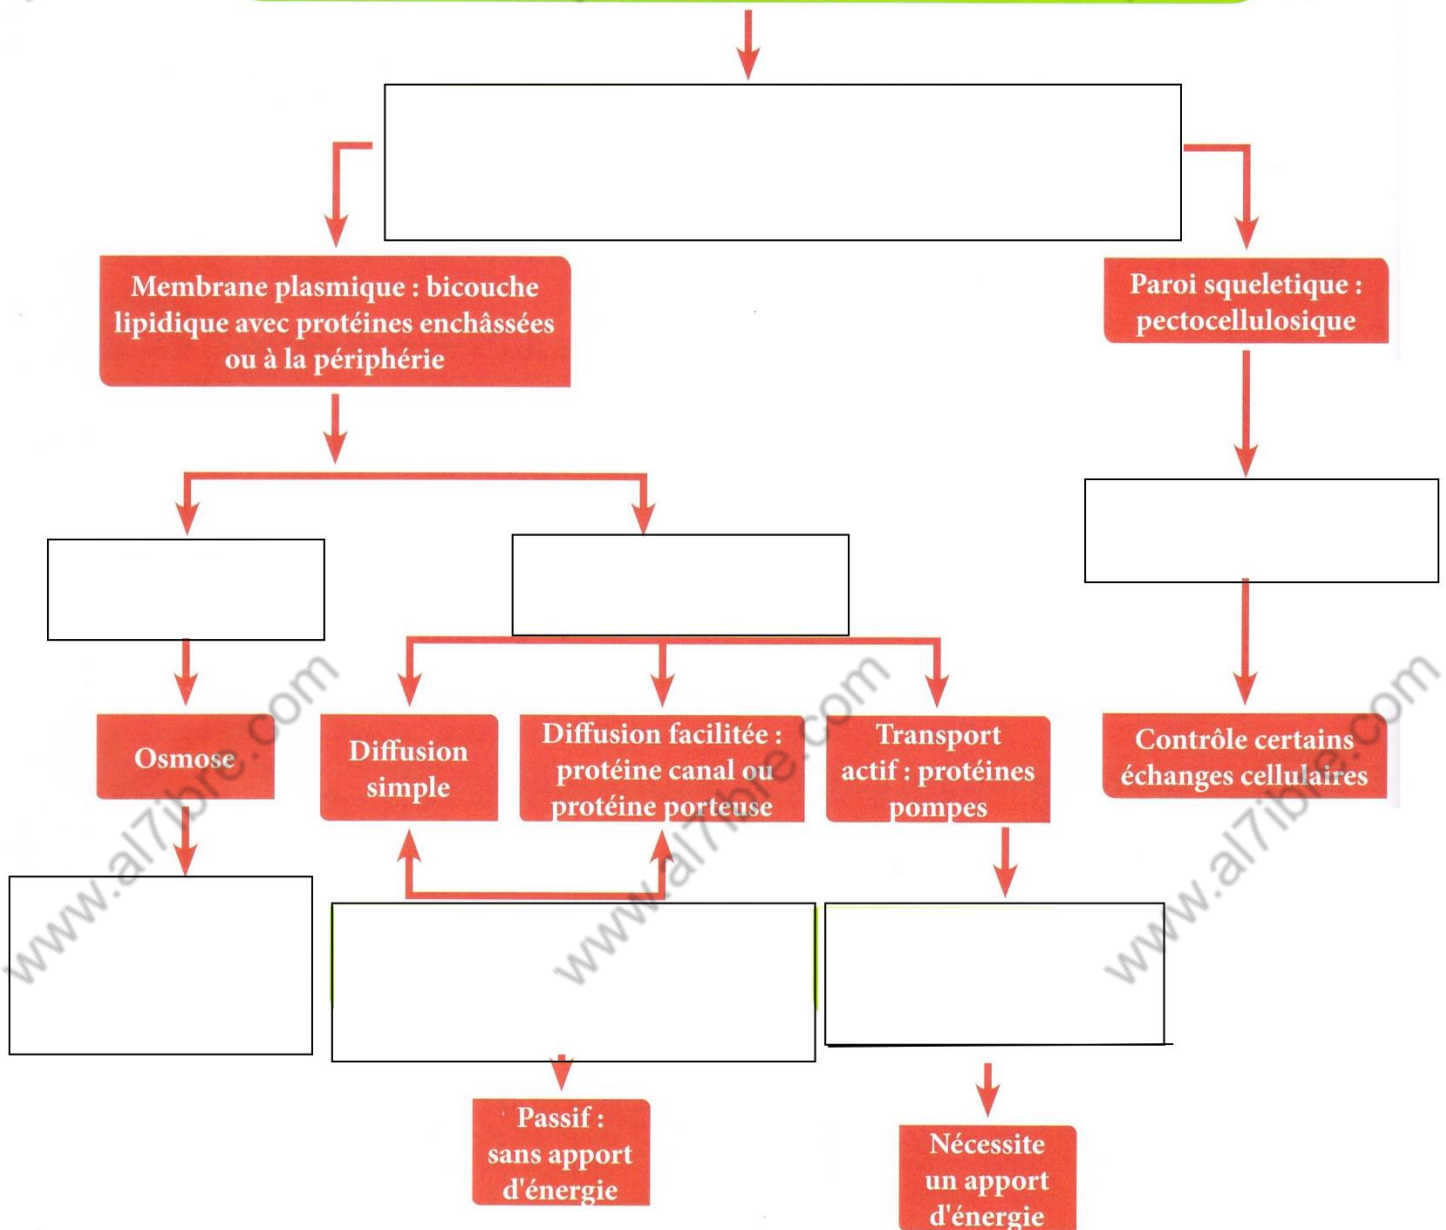 Membrane plasmique : bicouche
lipidique avec protéines enchâssées
ou à la périphérie
Paroi squeletique :
pectocellulosique
Osmose
Diffusion
simple
Diffusion facilitée :
protéine canal ou
protéine porteuse
Transport
actif : protéines
pompes
Contrôle certains
échanges cellulaires
www.al7ibre.com
www.al7ibre.com
www.al7ibre.com
Passif :
sans apport
d'énergie
Nécessite
un apport
d'énergie